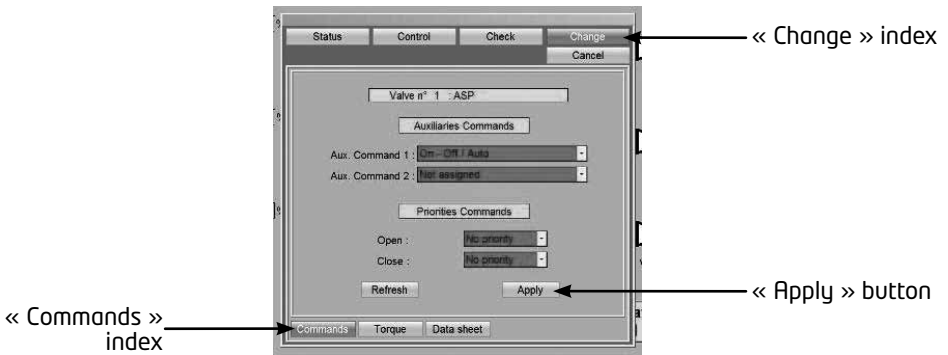 Status Control Check Change
« Change » index
Cancel
Valve n° 1 : ASP
Auxiliaries Commands
Aux. Command 1 : On - Off / Auto
Aux. Command 2 : Not assigned
Priorities Commands
Open : No priority
Close : No priority
Refresh Apply
« Apply » button
« Commands »
index
Commands Torque Data sheet